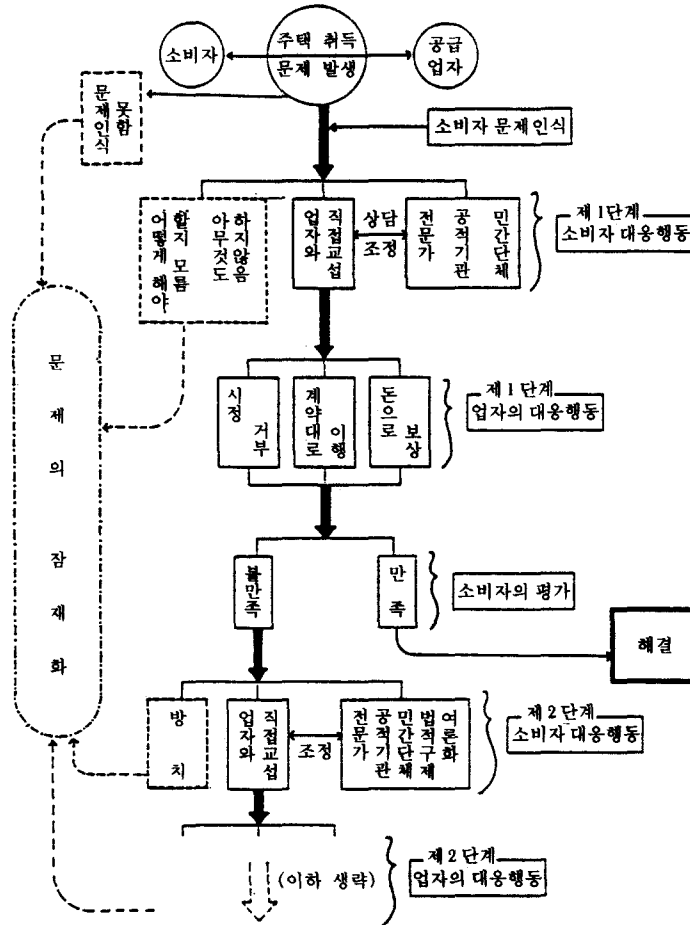 소비자
주택 취득
문제 발생
공급
업자
문제인식
못함
소비자 문제인식
어떻게 해야
할지 모름
아무것도
하지않음
업자와
직접교섭
상담
조정
전문가
공적기관
민간단체
제1단계
소비자 대응행동
시정
거부
계약대로
이행
돈으로
보상
제1단계
업자의 대응행동
불만족
만족
소비자의 평가
해결
문제의 잠재화
방치
업자와
직접교섭
조정
전문가
공적기관
민간단체
법적구제
여론화
제2단계
소비자 대응행동
(이하 생략)
제2단계
업자의 대응행동